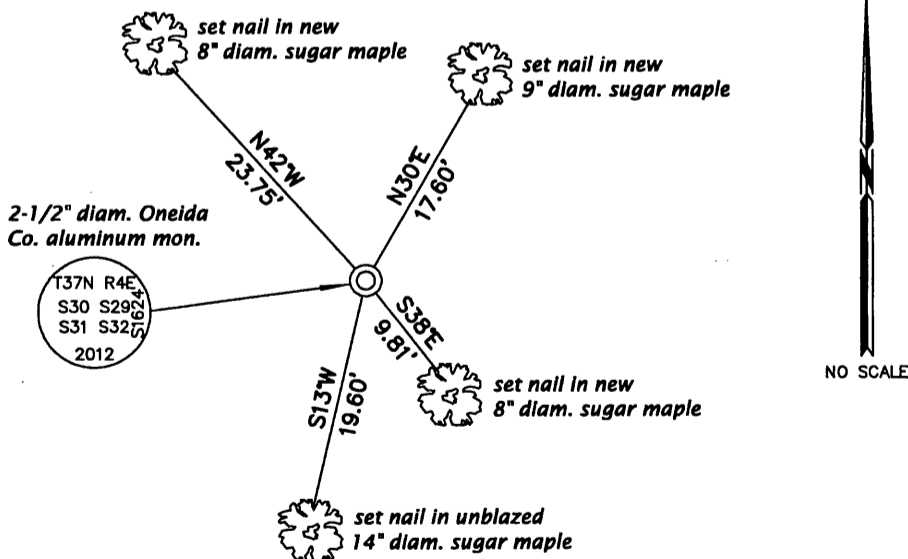 set nail in new
8" diam. sugar maple
set nail in new
9" diam. sugar maple
N42°W
23.75'
N30°E
17.60'
N
2-1/2" diam. Oneida
Co. aluminum mon.
T37N R4E
S30 S29
S31 S32
S1624
2012
S38°E
9.81'
NO SCALE
S13°W
19.60'
set nail in new
8" diam. sugar maple
set nail in unblazed
14" diam. sugar maple